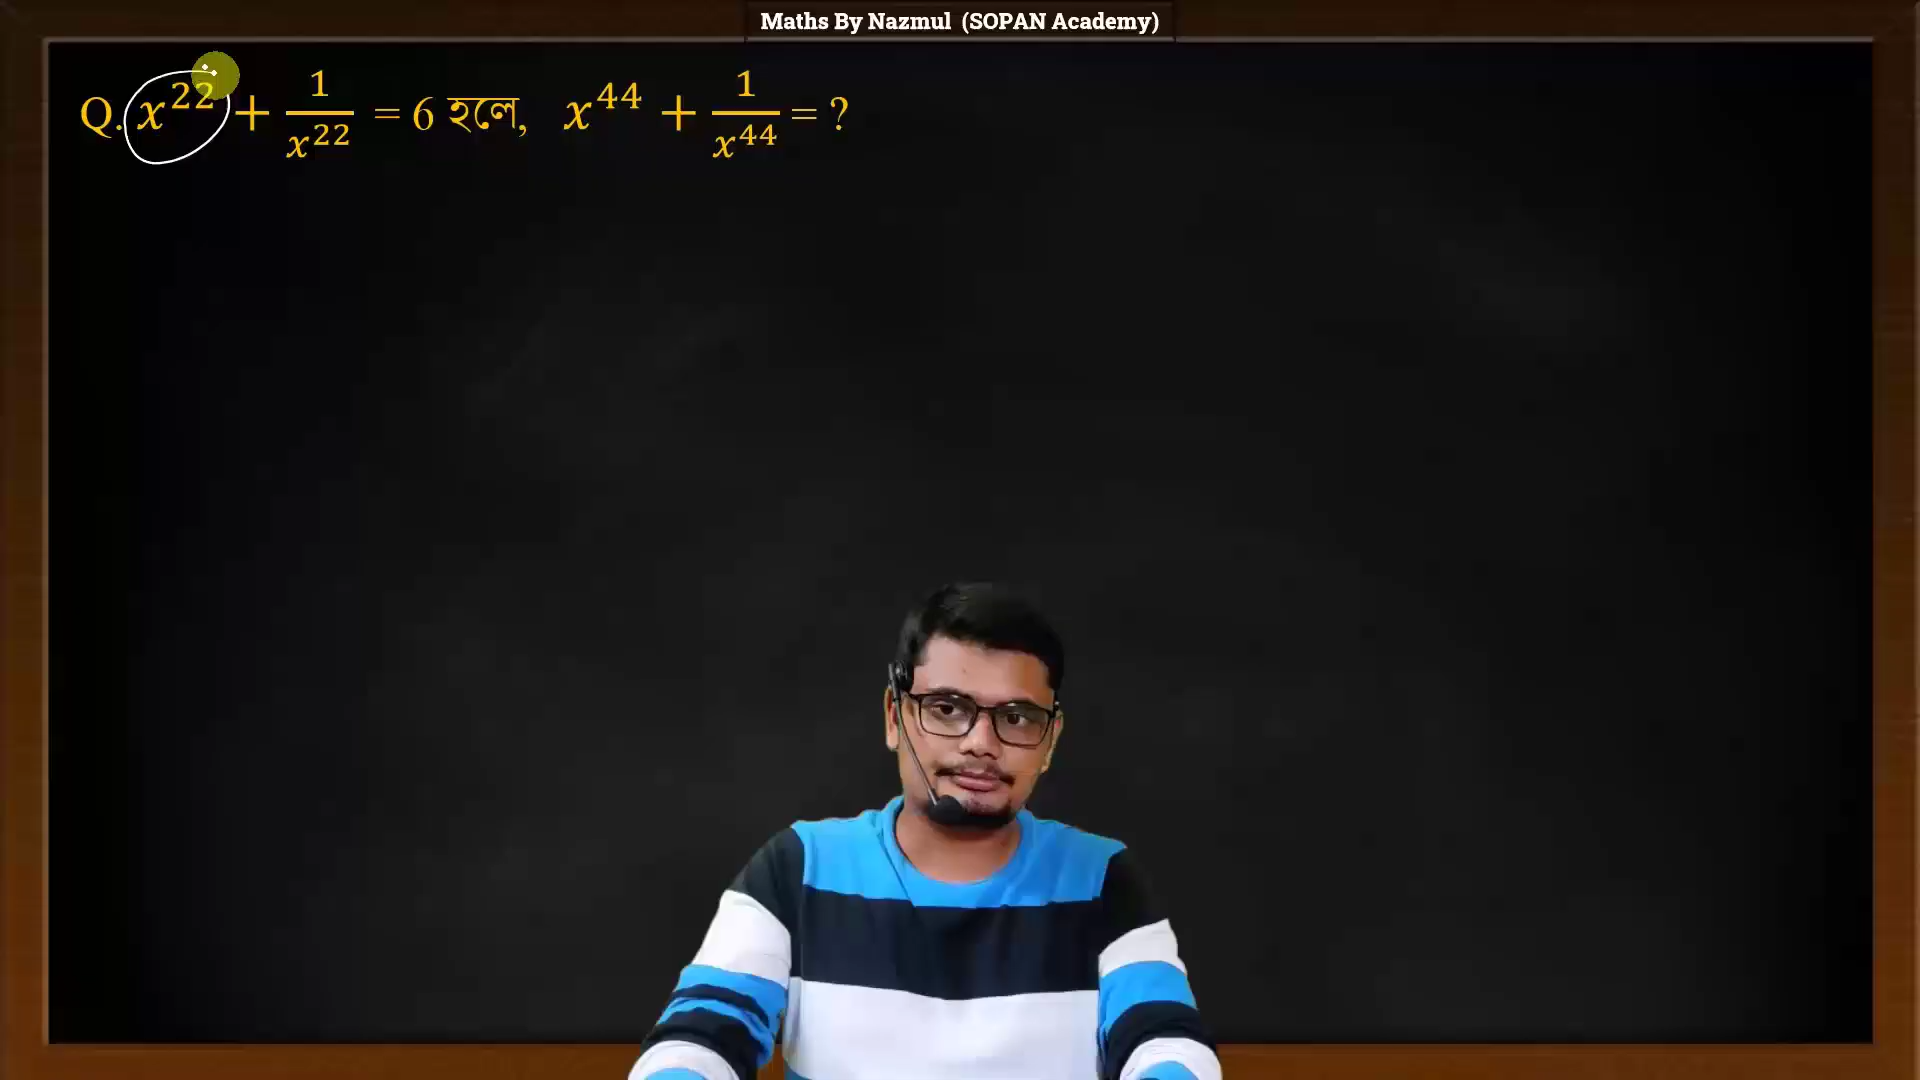 Maths By Nazmul (SOPAN Academy)
Q. x^22 + 1/x^22 = 6 হলে, x^44 + 1/x^44 = ?